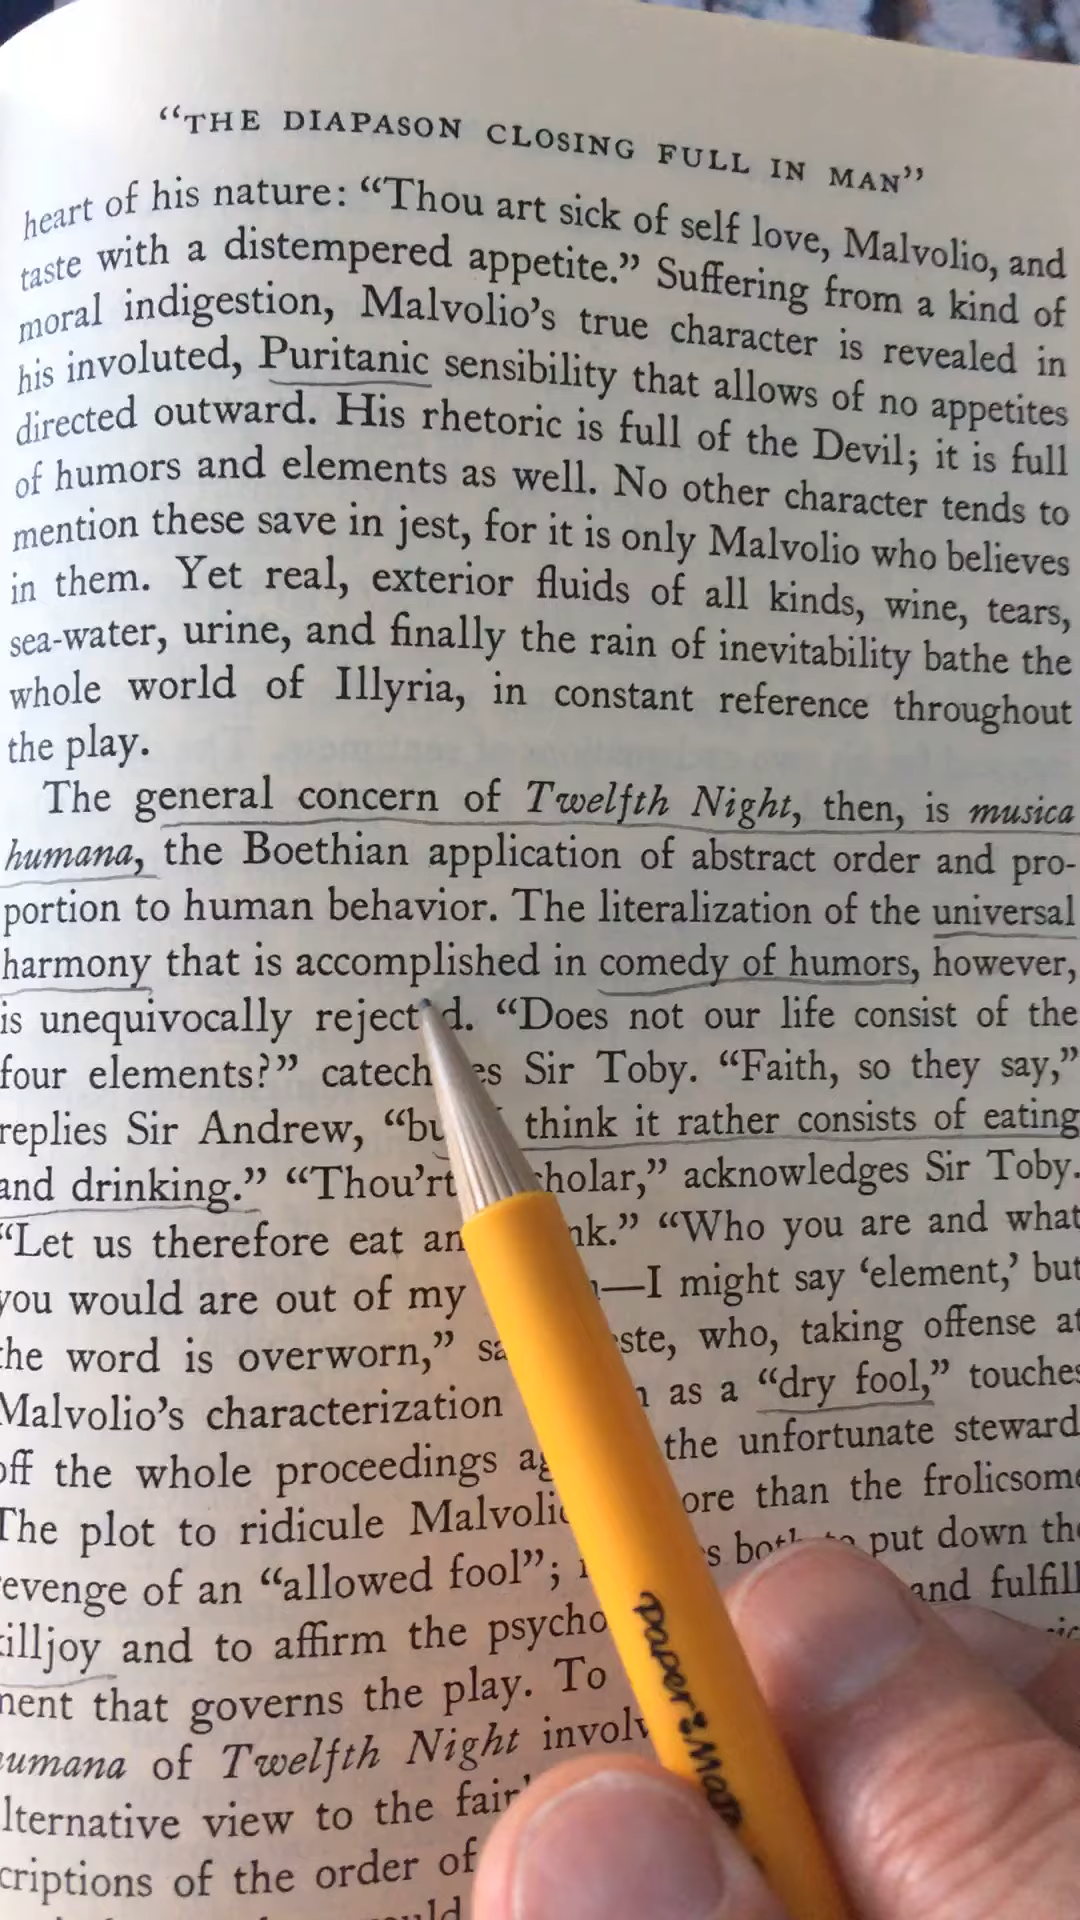 “THE DIAPASON CLOSING FULL IN MAN”
heart of his nature: “Thou art sick of self love, Malvolio, and
taste with a distempered appetite.” Suffering from a kind of
moral indigestion, Malvolio’s true character is revealed in
his involuted, Puritanic sensibility that allows of no appetites
directed outward. His rhetoric is full of the Devil; it is full
of humors and elements as well. No other character tends to
mention these save in jest, for it is only Malvolio who believes
in them. Yet real, exterior fluids of all kinds, wine, tears,
sea-water, urine, and finally the rain of inevitability bathe the
whole world of Illyria, in constant reference throughout
the play.
The general concern of Twelfth Night, then, is musica
humana, the Boethian application of abstract order and pro-
portion to human behavior. The literalization of the universal
harmony that is accomplished in comedy of humors, however,
is unequivocally rejected. “Does not our life consist of the
four elements?” catech es Sir Toby. “Faith, so they say,”
replies Sir Andrew, “bu think it rather consists of eating
and drinking.” “Thou’rt cholar,” acknowledges Sir Toby.
“Let us therefore eat an nk.” “Who you are and what
you would are out of my —I might say ‘element,’ but
the word is overworn,” sa ste, who, taking offense at
Malvolio’s characterization as a “dry fool,” touches
off the whole proceedings ag the unfortunate steward
The plot to ridicule Malvolio ore than the frolicsome
evenge of an “allowed fool”; s both to put down the
illjoy and to affirm the psycho and fulfill
ment that governs the play. To
umana of Twelfth Night involv
lternative view to the fair
criptions of the order of
Paper:Mate